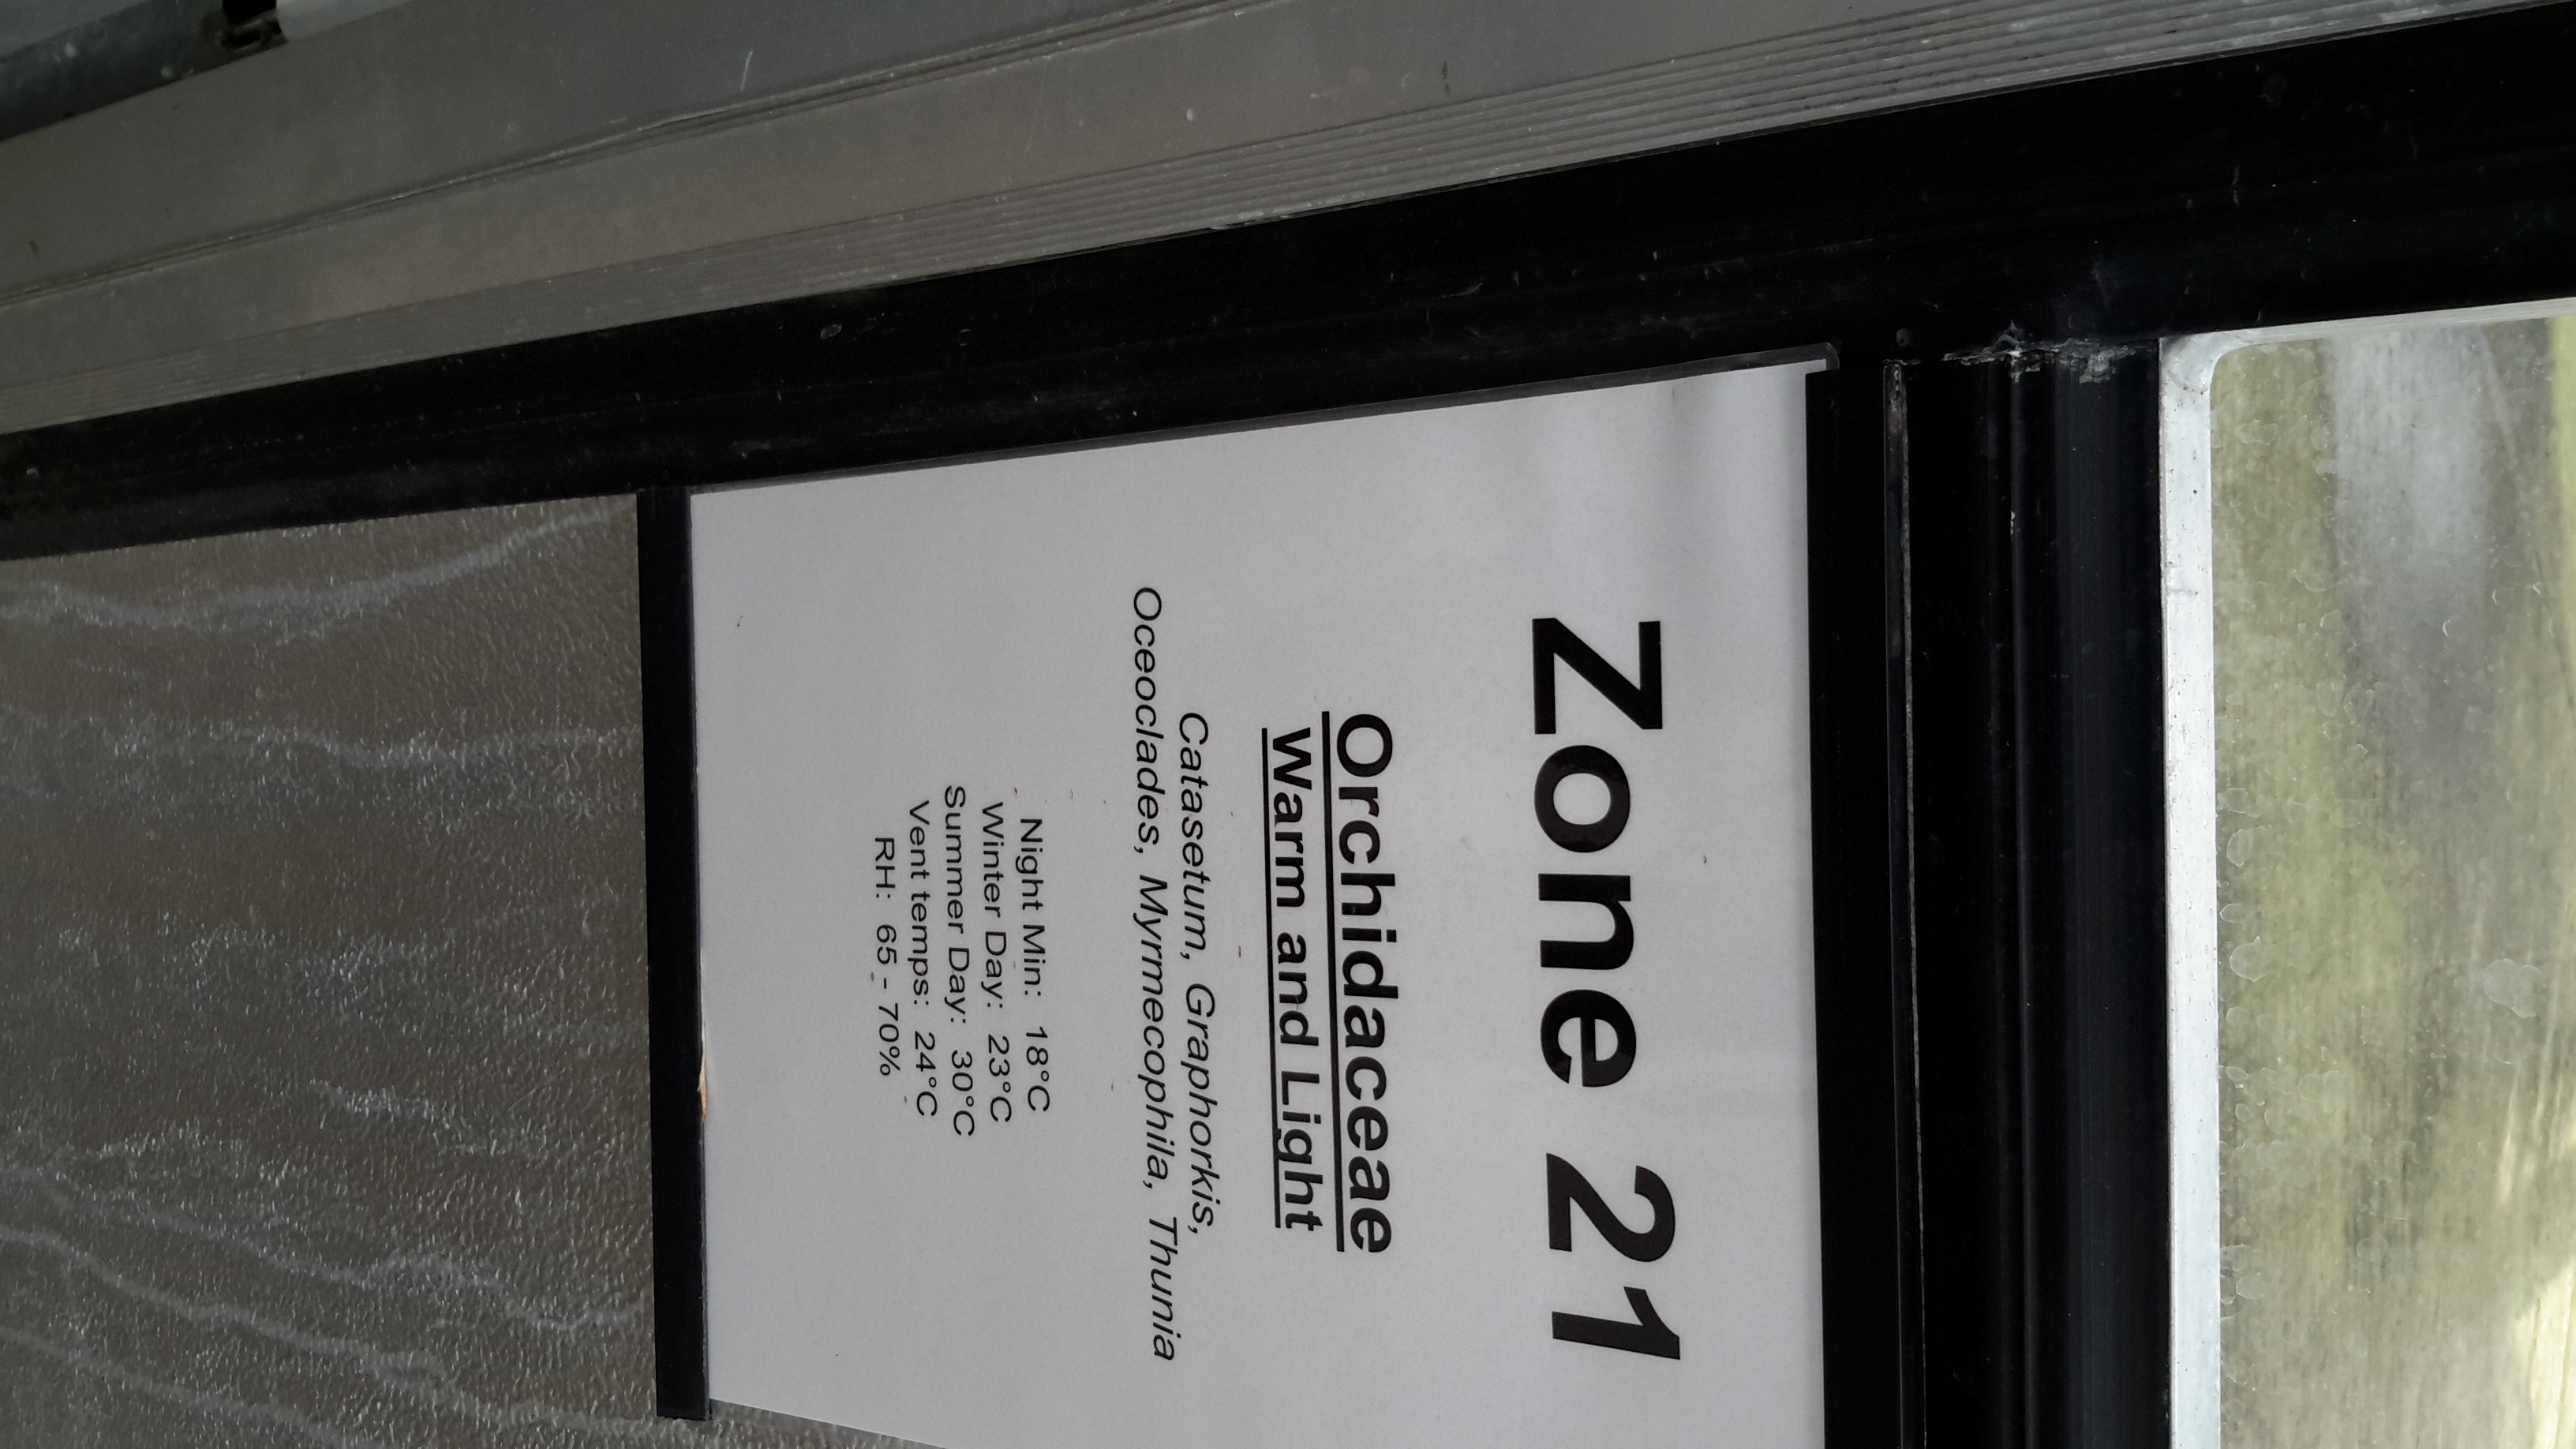 Zone 21
Orchidaceae
Warm and Light
Catasetum, Graphorkis,
Oceoclades, Myrmecophila, Thunia
Night Min: 18°C
Winter Day: 23°C
Summer Day: 30°C
Vent temps: 24°C
RH: 65 - 70%